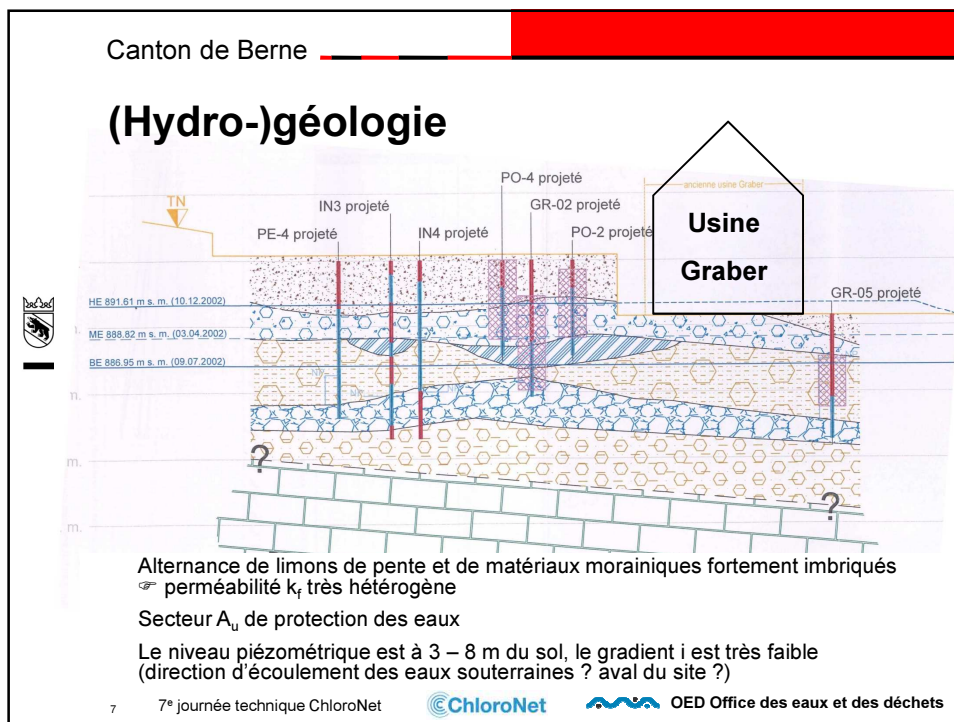 Canton de Berne
(Hydro-)géologie
TN
PE-4 projeté
IN3 projeté
IN4 projeté
PO-4 projeté
GR-02 projeté
PO-2 projeté
ancienne usine Graber
Usine
Graber
GR-05 projeté
HE 891.61 m s. m. (10.12.2002)
ME 888.82 m s. m. (03.04.2002)
BE 886.95 m s. m. (09.07.2002)
m.
m.
?
?
Alternance de limons de pente et de matériaux morainiques fortement imbriqués
☞ perméabilité kf très hétérogène
Secteur Au de protection des eaux
Le niveau piézométrique est à 3 – 8 m du sol, le gradient i est très faible
(direction d'écoulement des eaux souterraines ? aval du site ?)
7 7e journée technique ChloroNet ChloroNet OED Office des eaux et des déchets